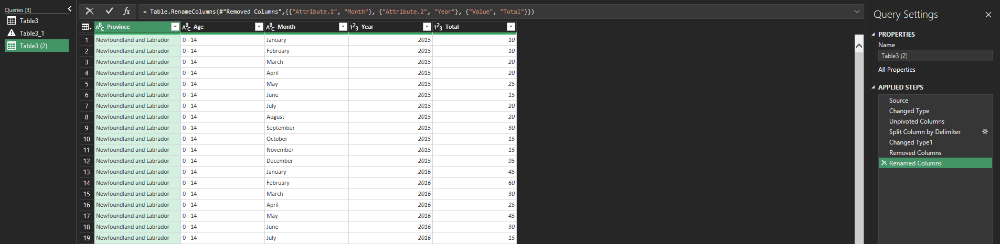 Queries [3]
Table3
Table3_1
Table3 (2)
= Table.RenameColumns(#"Removed Columns",{{"Attribute.1", "Month"}, {"Attribute.2", "Year"}, {"Value", "Total"}})
ABC Province ABC Age ABC Month 123 Year 123 Total
1 Newfoundland and Labrador 0 - 14 January 2015 10
2 Newfoundland and Labrador 0 - 14 February 2015 10
3 Newfoundland and Labrador 0 - 14 March 2015 20
4 Newfoundland and Labrador 0 - 14 April 2015 20
5 Newfoundland and Labrador 0 - 14 May 2015 25
6 Newfoundland and Labrador 0 - 14 June 2015 15
7 Newfoundland and Labrador 0 - 14 July 2015 20
8 Newfoundland and Labrador 0 - 14 August 2015 20
9 Newfoundland and Labrador 0 - 14 September 2015 30
10 Newfoundland and Labrador 0 - 14 October 2015 15
11 Newfoundland and Labrador 0 - 14 November 2015 15
12 Newfoundland and Labrador 0 - 14 December 2015 95
13 Newfoundland and Labrador 0 - 14 January 2016 45
14 Newfoundland and Labrador 0 - 14 February 2016 60
15 Newfoundland and Labrador 0 - 14 March 2016 30
16 Newfoundland and Labrador 0 - 14 April 2016 25
17 Newfoundland and Labrador 0 - 14 May 2016 45
18 Newfoundland and Labrador 0 - 14 June 2016 30
19 Newfoundland and Labrador 0 - 14 July 2016 15
Query Settings
PROPERTIES
Name
Table3 (2)
All Properties
APPLIED STEPS
Source
Changed Type
Unpivoted Columns
Split Column by Delimiter
Changed Type1
Removed Columns
Renamed Columns